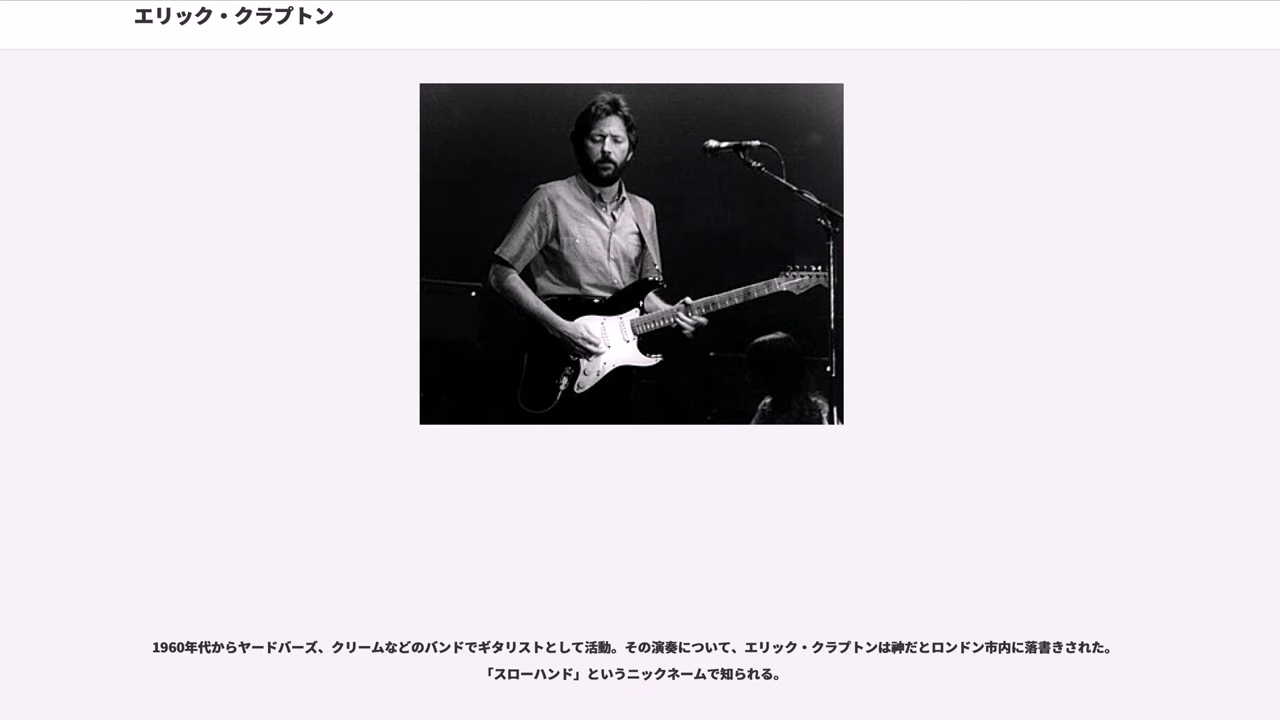 エリック・クラプトン
1960年代からヤードバーズ、クリームなどのバンドでギタリストとして活動。その演奏について、エリック・クラプトンは神だとロンドン市内に落書きされた。
「スローハンド」というニックネームで知られる。